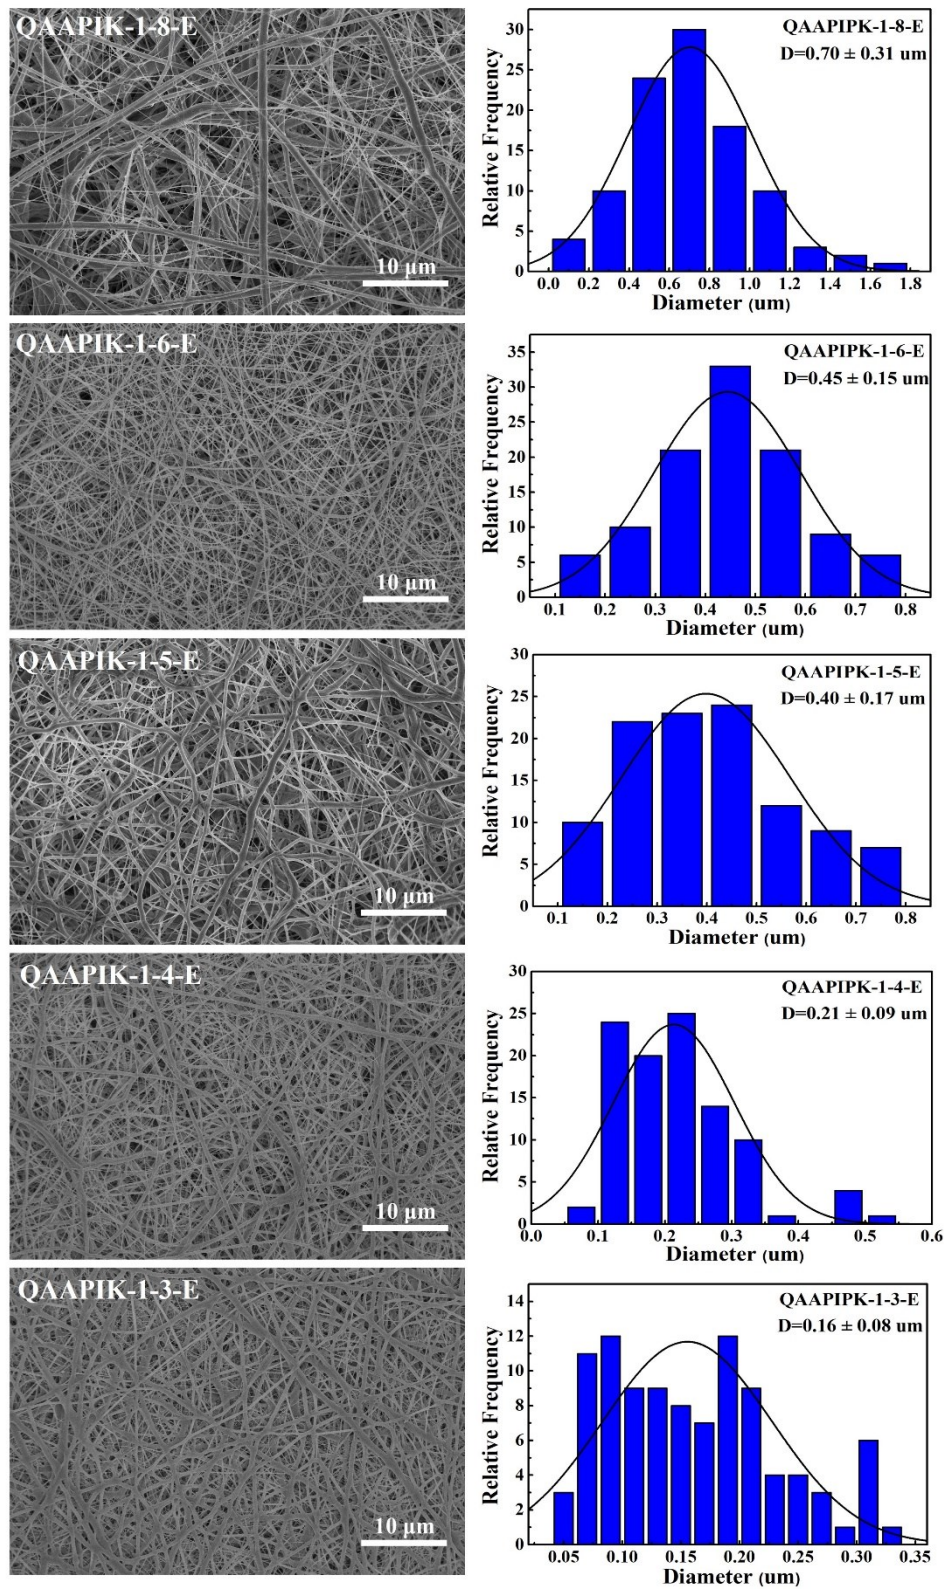 QAAPIK-1-8-E
10 μm
QAAPIPK-1-8-E
D=0.70 ± 0.31 um
Relative Frequency
30
25
20
15
10
5
0
0.0 0.2 0.4 0.6 0.8 1.0 1.2 1.4 1.6 1.8
Diameter (um)
QAAPIK-1-6-E
10 μm
QAAPIPK-1-6-E
D=0.45 ± 0.15 um
Relative Frequency
35
30
25
20
15
10
5
0
0.1 0.2 0.3 0.4 0.5 0.6 0.7 0.8
Diameter (um)
QAAPIK-1-5-E
10 μm
QAAPIPK-1-5-E
D=0.40 ± 0.17 um
Relative Frequency
30
25
20
15
10
5
0
0.1 0.2 0.3 0.4 0.5 0.6 0.7 0.8
Diameter (um)
QAAPIK-1-4-E
10 μm
QAAPIPK-1-4-E
D=0.21 ± 0.09 um
Relative Frequency
30
25
20
15
10
5
0
0.0 0.1 0.2 0.3 0.4 0.5 0.6
Diameter (um)
QAAPIK-1-3-E
10 μm
QAAPIPK-1-3-E
D=0.16 ± 0.08 um
Relative Frequency
14
12
10
8
6
4
2
0
0.05 0.10 0.15 0.20 0.25 0.30 0.35
Diameter (um)